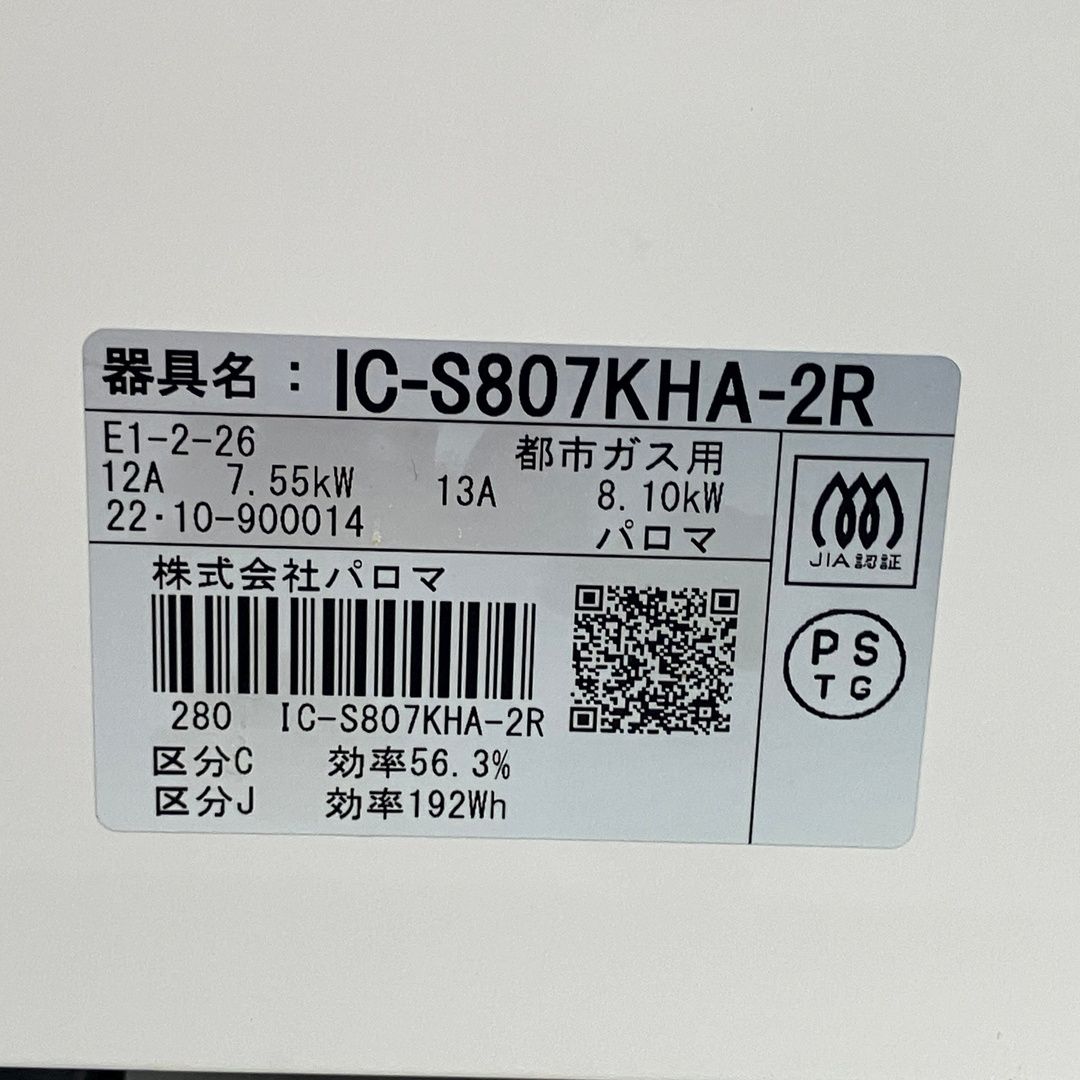 器具名 : IC-S807KHA-2R
E1-2-26 都市ガス用
12A 7.55kW 13A 8.10kW
22・10-900014 パロマ
JIA認証
株式会社パロマ
PS
TG
280 IC-S807KHA-2R
区分C 効率56.3%
区分J 効率192Wh